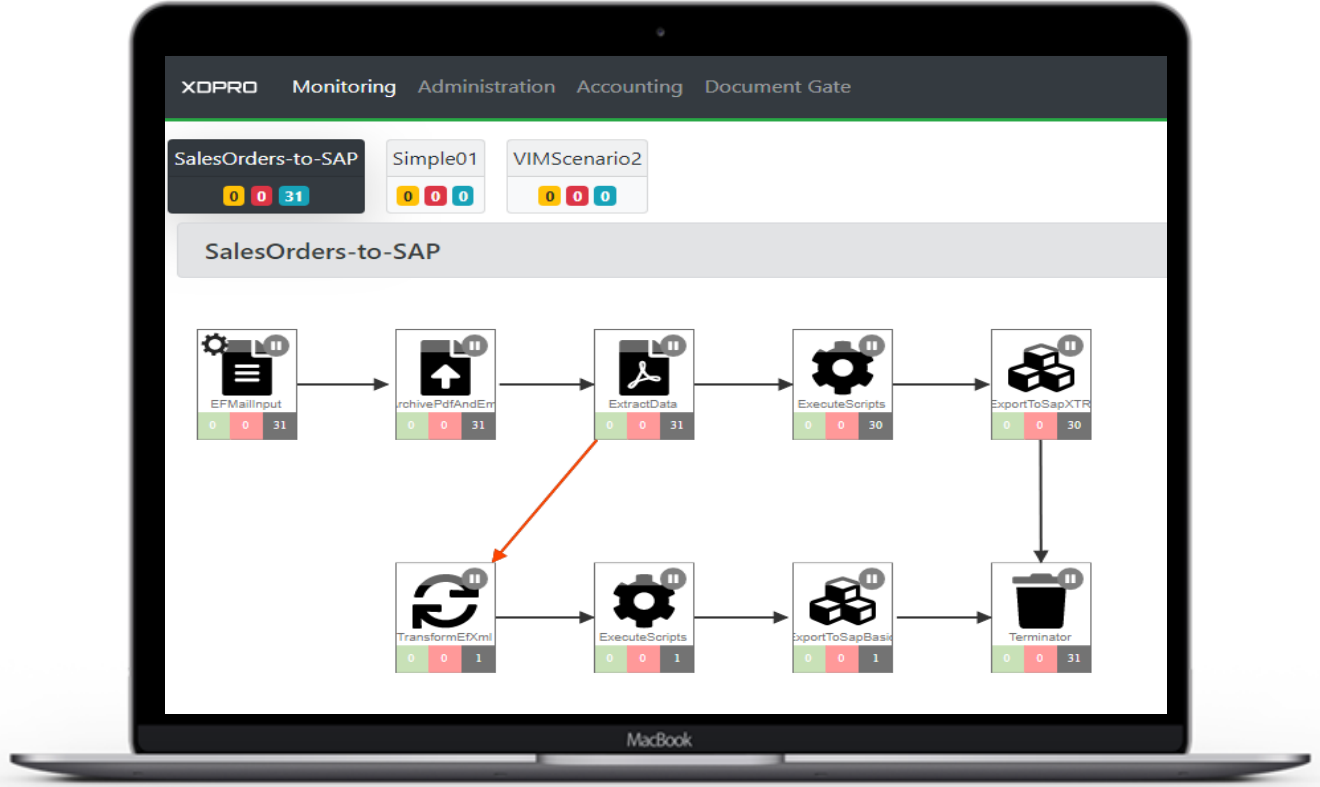 XDPRO Monitoring Administration Accounting Document Gate
SalesOrders-to-SAP Simple01 VIMScenario2
0 0 31 0 0 0 0 0 0
SalesOrders-to-SAP
EFMailInput rchivePdfAndEm ExtractData ExecuteScripts ExportToSapXTR
0 0 31 0 0 31 0 0 31 0 0 30 0 0 30
TransformEfXml ExecuteScripts xportToSapBasic Terminator
0 0 1 0 0 1 0 0 1 0 0 31
MacBook